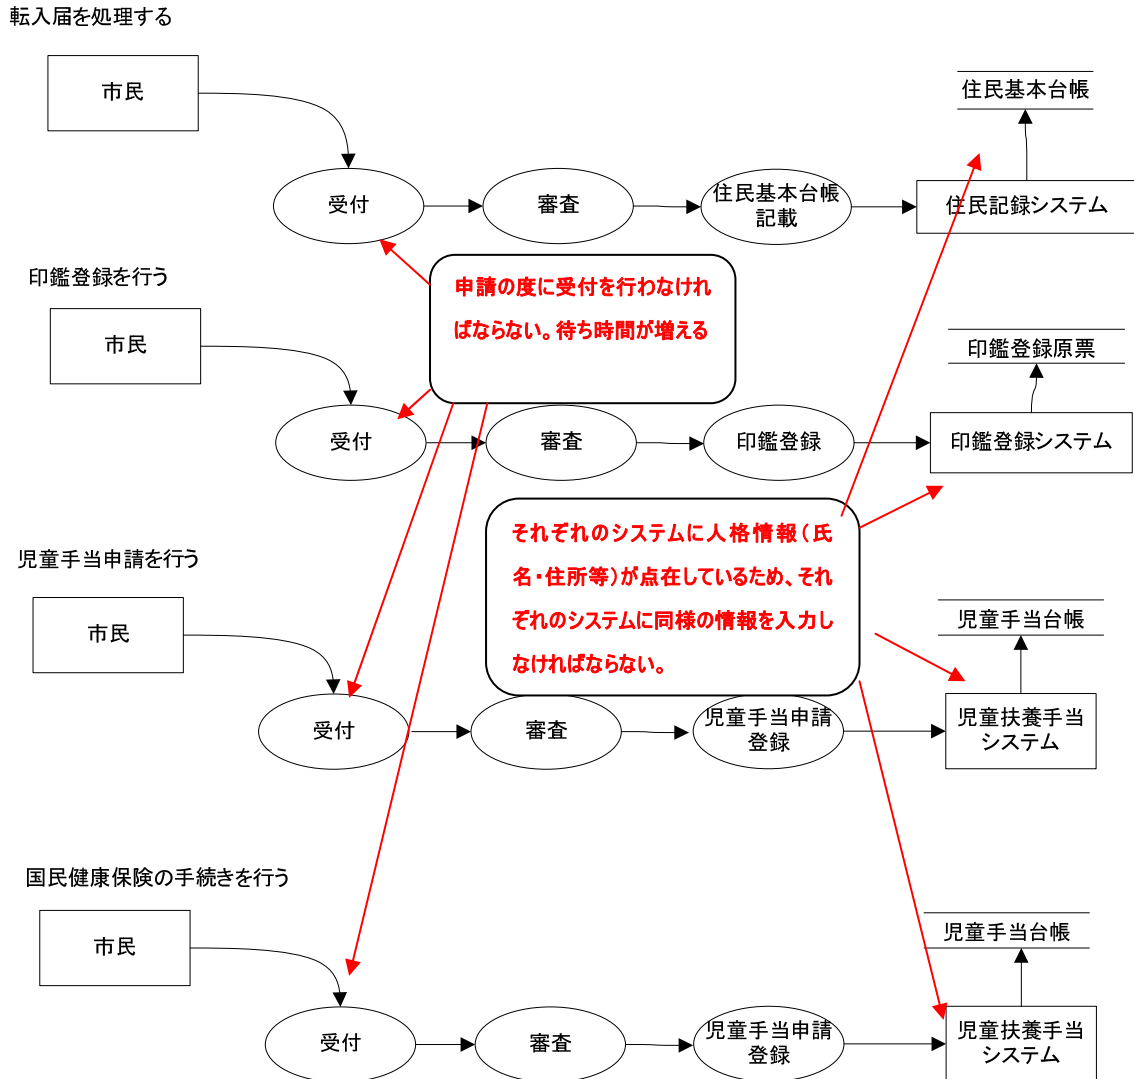 転入届を処理する
市民
住民基本台帳
受付
審査
住民基本台帳
記載
住民記録システム
申請の度に受付を行わなけれ
ばならない。待ち時間が増える
印鑑登録を行う
市民
印鑑登録原票
受付
審査
印鑑登録
印鑑登録システム
それぞれのシステムに人格情報(氏
名・住所等)が点在しているため、それ
ぞれのシステムに同様の情報を入力し
なければならない。
児童手当申請を行う
市民
児童手当台帳
受付
審査
児童手当申請
登録
児童扶養手当
システム
国民健康保険の手続きを行う
市民
児童手当台帳
受付
審査
児童手当申請
登録
児童扶養手当
システム